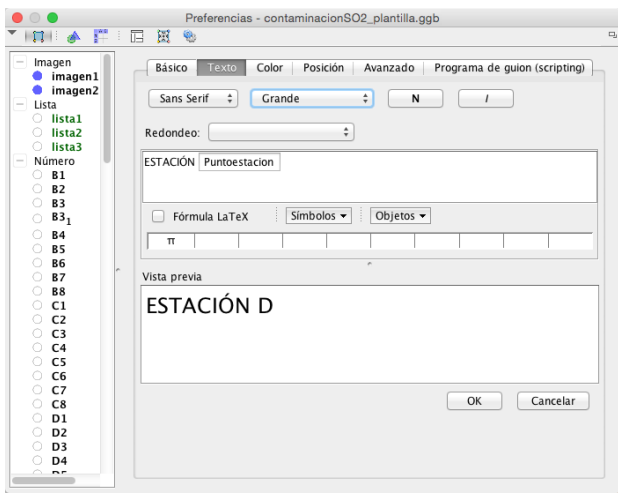 Preferencias - contaminacionSO2_plantilla.ggb
Imagen
imagen1
imagen2
Lista
lista1
lista2
lista3
Número
B1
B2
B3
B3₁
B4
B5
B6
B7
B8
C1
C2
C3
C4
C5
C6
C7
C8
D1
D2
D3
D4
D5
Básico Texto Color Posición Avanzado Programa de guion (scripting)
Sans Serif Grande N I
Redondeo:
ESTACIÓN Puntoestacion
Fórmula LaTeX Símbolos Objetos
π
Vista previa
ESTACIÓN D
OK Cancelar